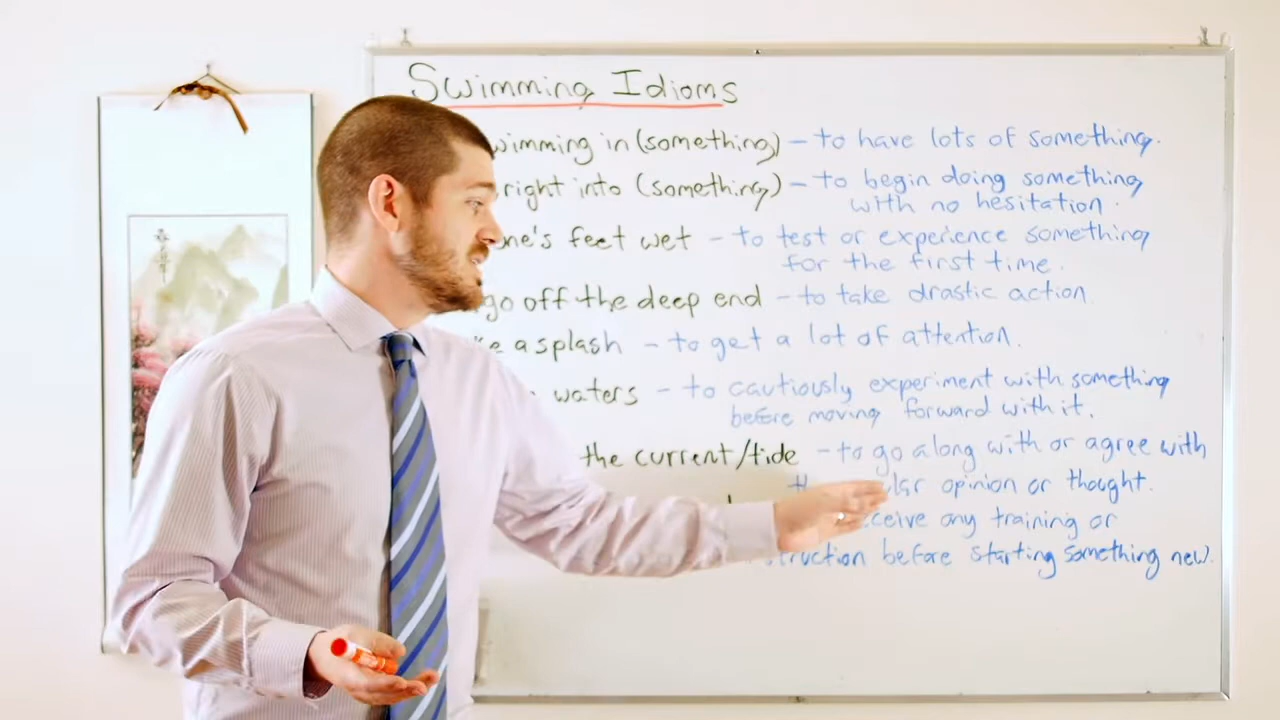 Swimming Idioms
swimming in (something) – to have lots of something.
right into (something) – to begin doing something
with no hesitation.
one's feet wet – to test or experience something
for the first time.
go off the deep end – to take drastic action.
a splash – to get a lot of attention.
waters – to cautiously experiment with something
before moving forward with it.
the current/tide – to go along with or agree with
opinion or thought.
any training or
before starting something new.